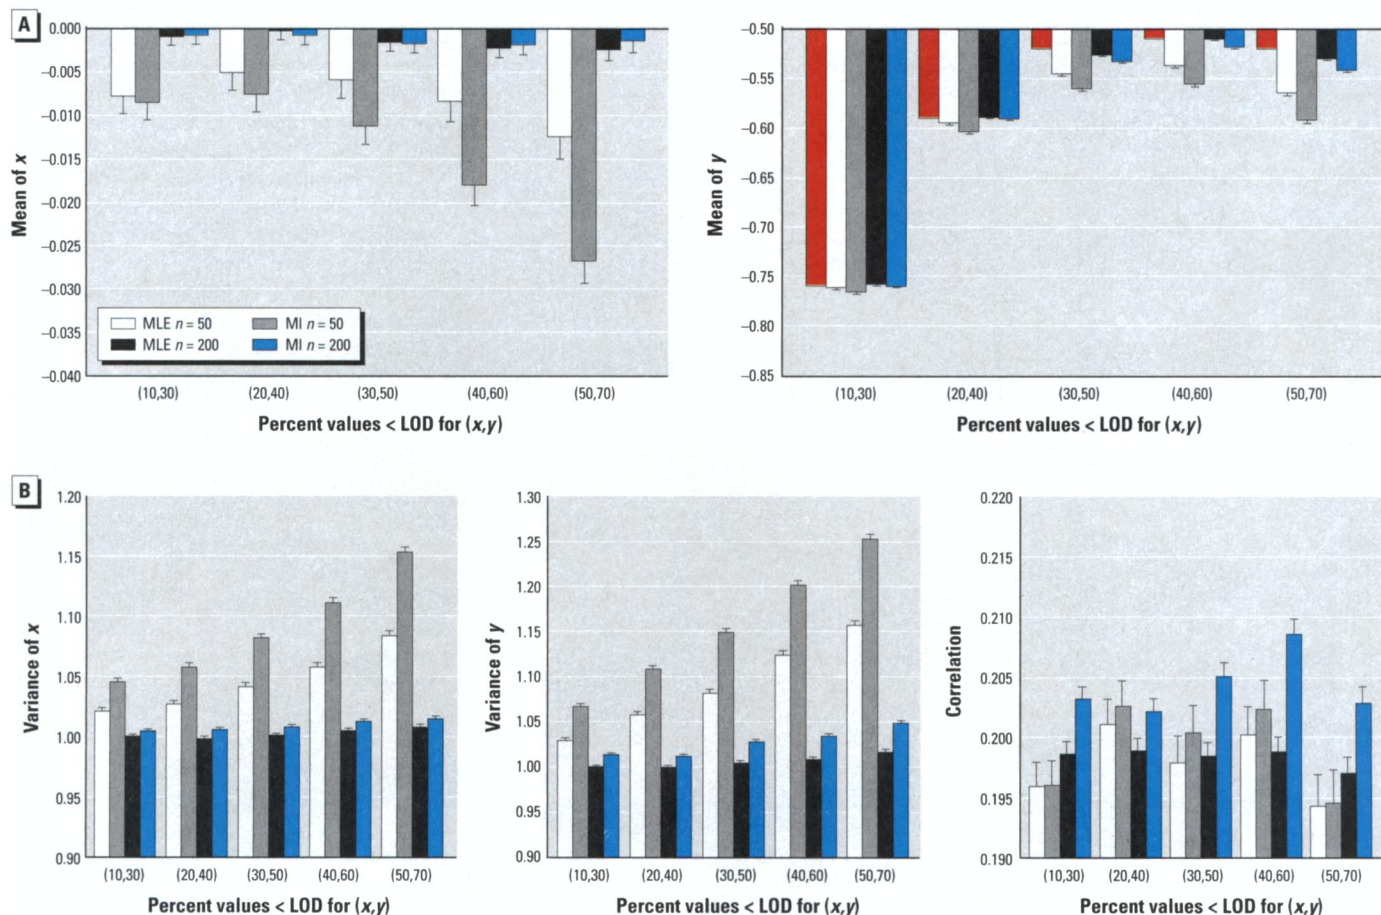 A
0.000
−0.005
−0.010
−0.015
−0.020
−0.025
−0.030
−0.035
−0.040
Mean of x
MLE n = 50
MI n = 50
MLE n = 200
MI n = 200
(10,30) (20,40) (30,50) (40,60) (50,70)
Percent values < LOD for (x,y)
−0.50
−0.55
−0.60
−0.65
−0.70
−0.75
−0.80
−0.85
Mean of y
(10,30) (20,40) (30,50) (40,60) (50,70)
Percent values < LOD for (x,y)
B
1.20
1.15
1.10
1.05
1.00
0.95
0.90
Variance of x
(10,30) (20,40) (30,50) (40,60) (50,70)
Percent values < LOD for (x,y)
1.30
1.25
1.20
1.15
1.10
1.05
1.00
0.95
0.90
Variance of y
(10,30) (20,40) (30,50) (40,60) (50,70)
Percent values < LOD for (x,y)
0.220
0.215
0.210
0.205
0.200
0.195
0.190
Correlation
(10,30) (20,40) (30,50) (40,60) (50,70)
Percent values < LOD for (x,y)